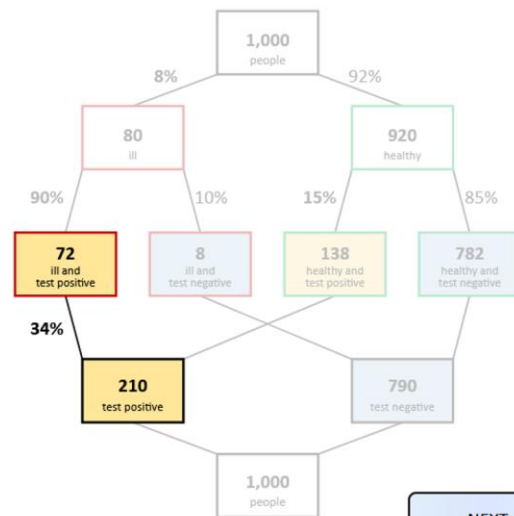 1,000
people
8%
92%
80
ill
920
healthy
90%
10%
15%
85%
72
ill and
test positive
8
ill and
test negative
138
healthy and
test positive
782
healthy and
test negative
34%
210
test positive
790
test negative
1,000
people
NEXT